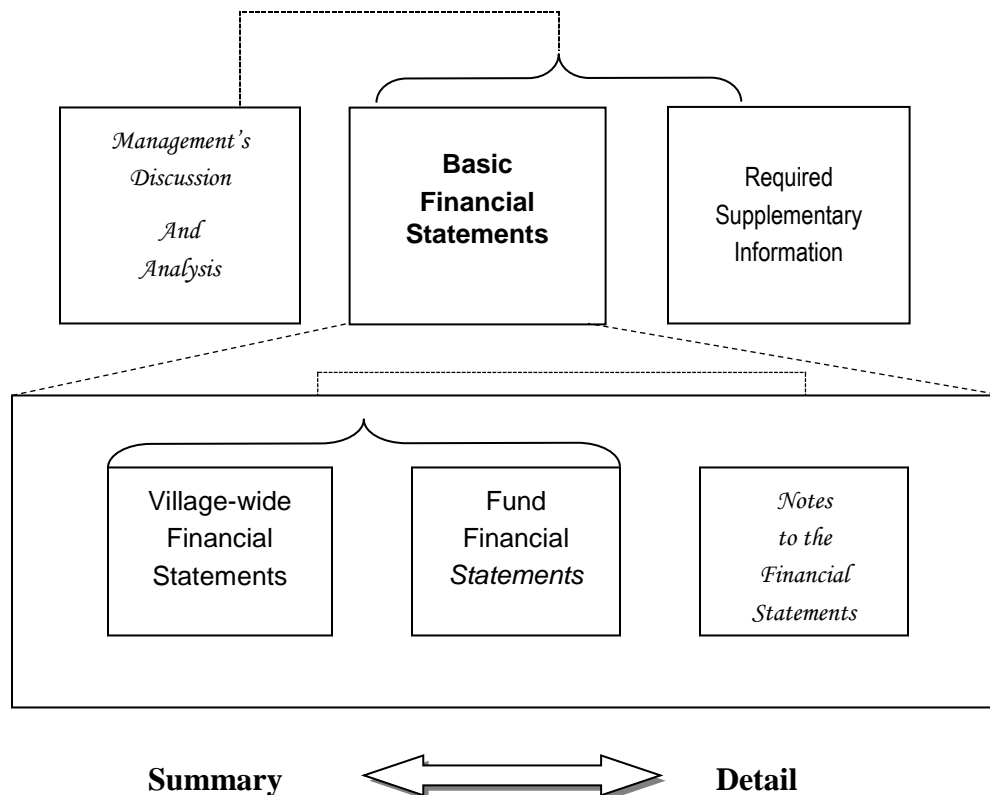 Management’s
Discussion
And
Analysis
Basic
Financial
Statements
Required
Supplementary
Information
Village-wide
Financial
Statements
Fund
Financial
Statements
Notes
to the
Financial
Statements
Summary
Detail